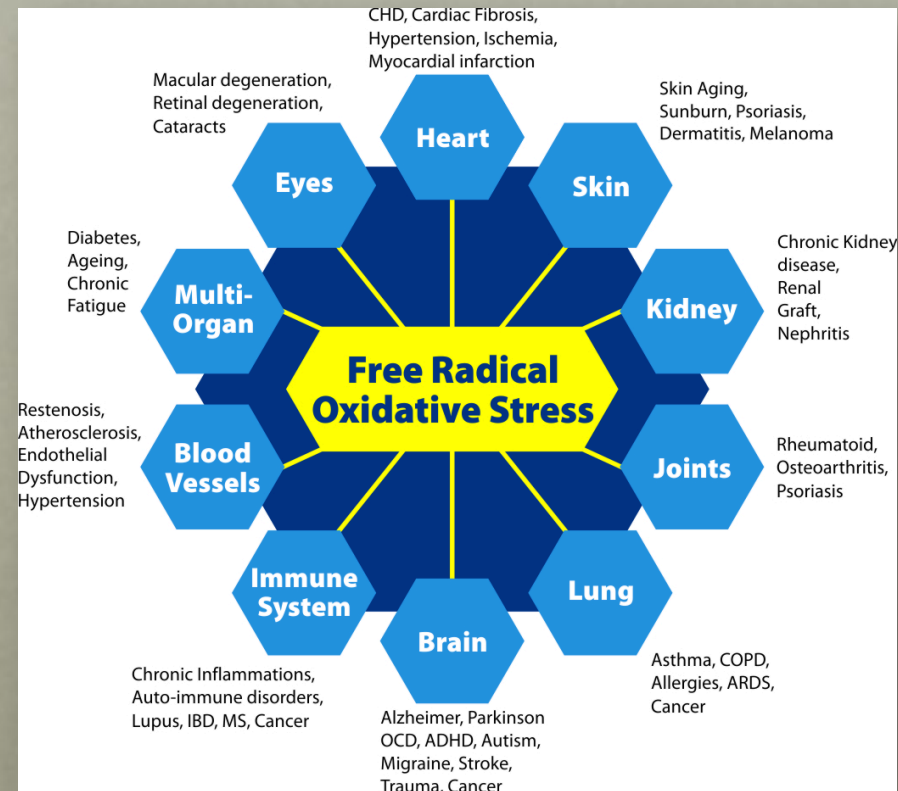 CHD, Cardiac Fibrosis,
Hypertension, Ischemia,
Myocardial infarction
Heart
Skin Aging,
Sunburn, Psoriasis,
Dermatitis, Melanoma
Skin
Chronic Kidney
disease,
Renal
Graft,
Nephritis
Kidney
Rheumatoid,
Osteoarthritis,
Psoriasis
Joints
Asthma, COPD,
Allergies, ARDS,
Cancer
Lung
Brain
Alzheimer, Parkinson
OCD, ADHD, Autism,
Migraine, Stroke,
Trauma, Cancer
Immune
System
Chronic Inflammations,
Auto-immune disorders,
Lupus, IBD, MS, Cancer
Blood
Vessels
Restenosis,
Atherosclerosis,
Endothelial
Dysfunction,
Hypertension
Multi-
Organ
Diabetes,
Ageing,
Chronic
Fatigue
Eyes
Macular degeneration,
Retinal degeneration,
Cataracts
Free Radical
Oxidative Stress